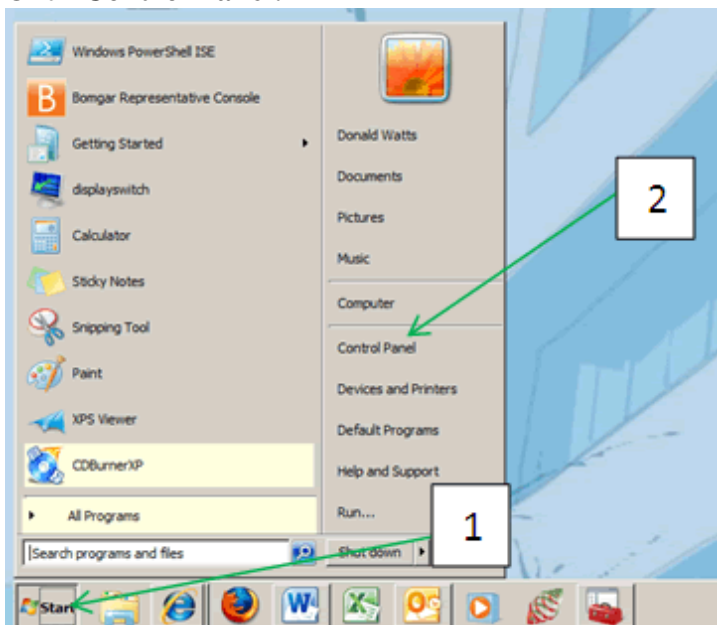 Windows PowerShell ISE
Bomgar Representative Console
Getting Started
displayswitch
Calculator
Sticky Notes
Snipping Tool
Paint
XPS Viewer
CDBurnerXP
All Programs
Search programs and files
Donald Watts
Documents
Pictures
Music
Computer
Control Panel
Devices and Printers
Default Programs
Help and Support
Run...
Shut down
2
1
Start